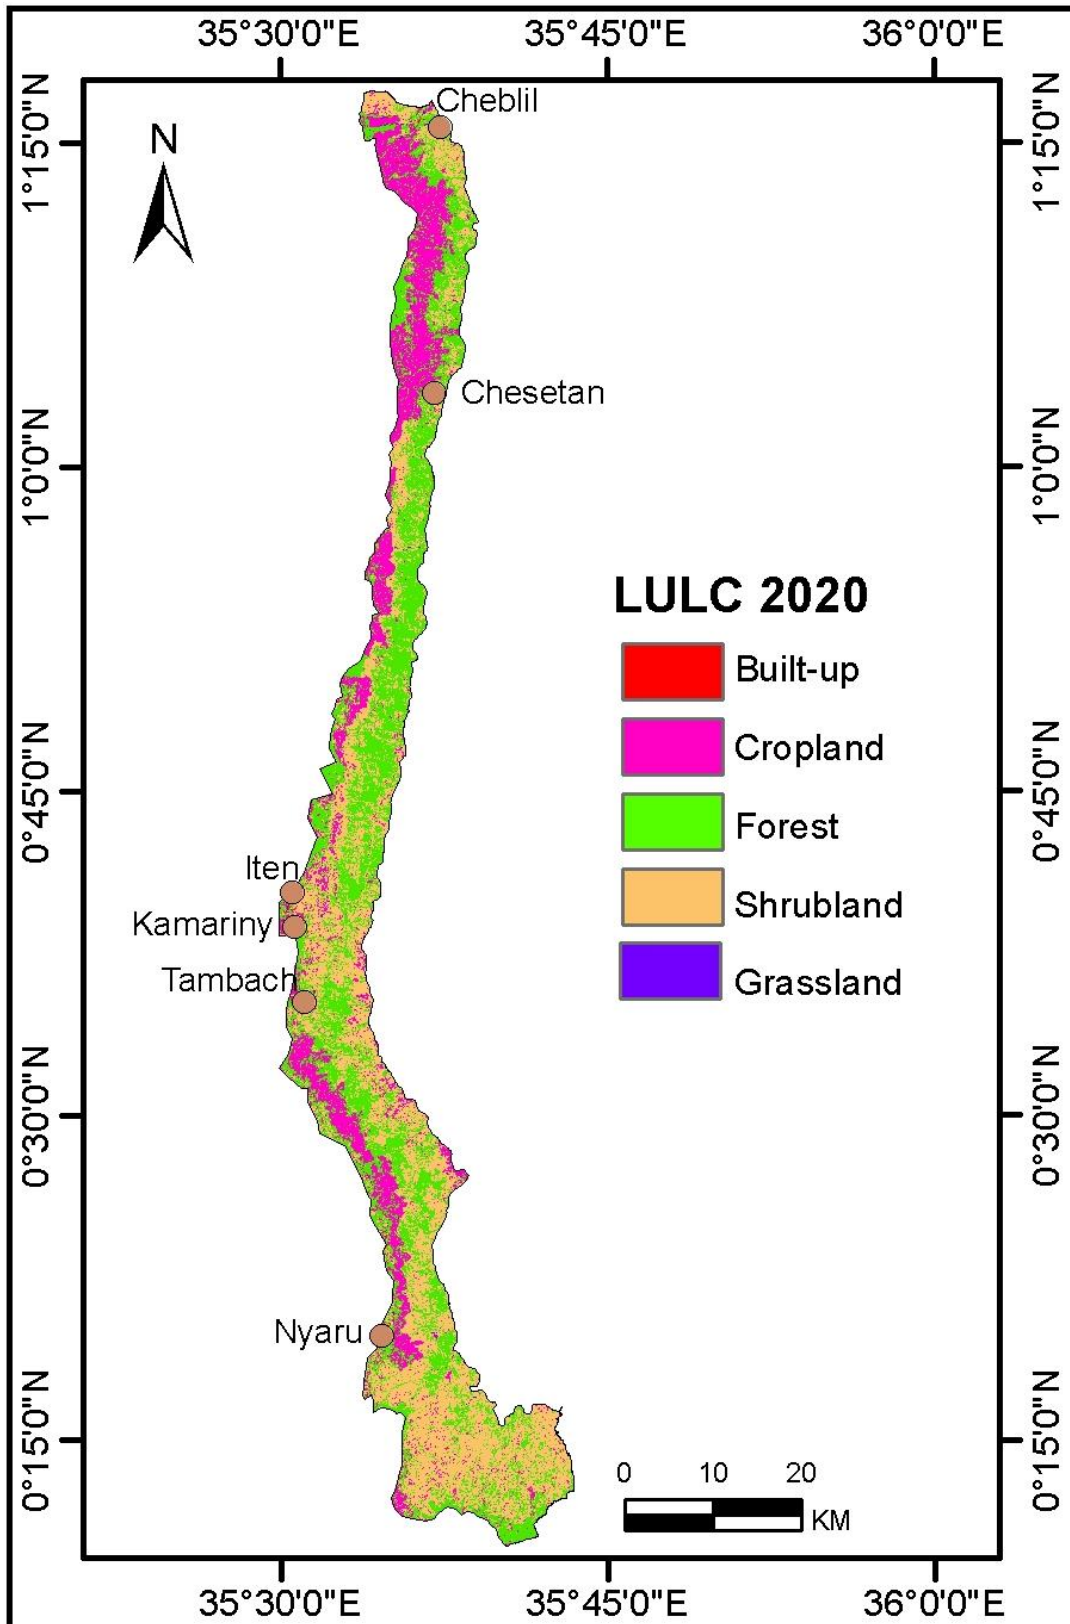 35°30'0"E 35°45'0"E 36°0'0"E
N
Cheblil
1°15'0"N 1°15'0"N
Chesetan
1°0'0"N 1°0'0"N
LULC 2020
Built-up
Cropland
Forest
Shrubland
Grassland
0°45'0"N 0°45'0"N
Iten
Kamariny
Tambach
0°30'0"N 0°30'0"N
Nyaru
0°15'0"N 0°15'0"N
0 10 20
KM
35°30'0"E 35°45'0"E 36°0'0"E